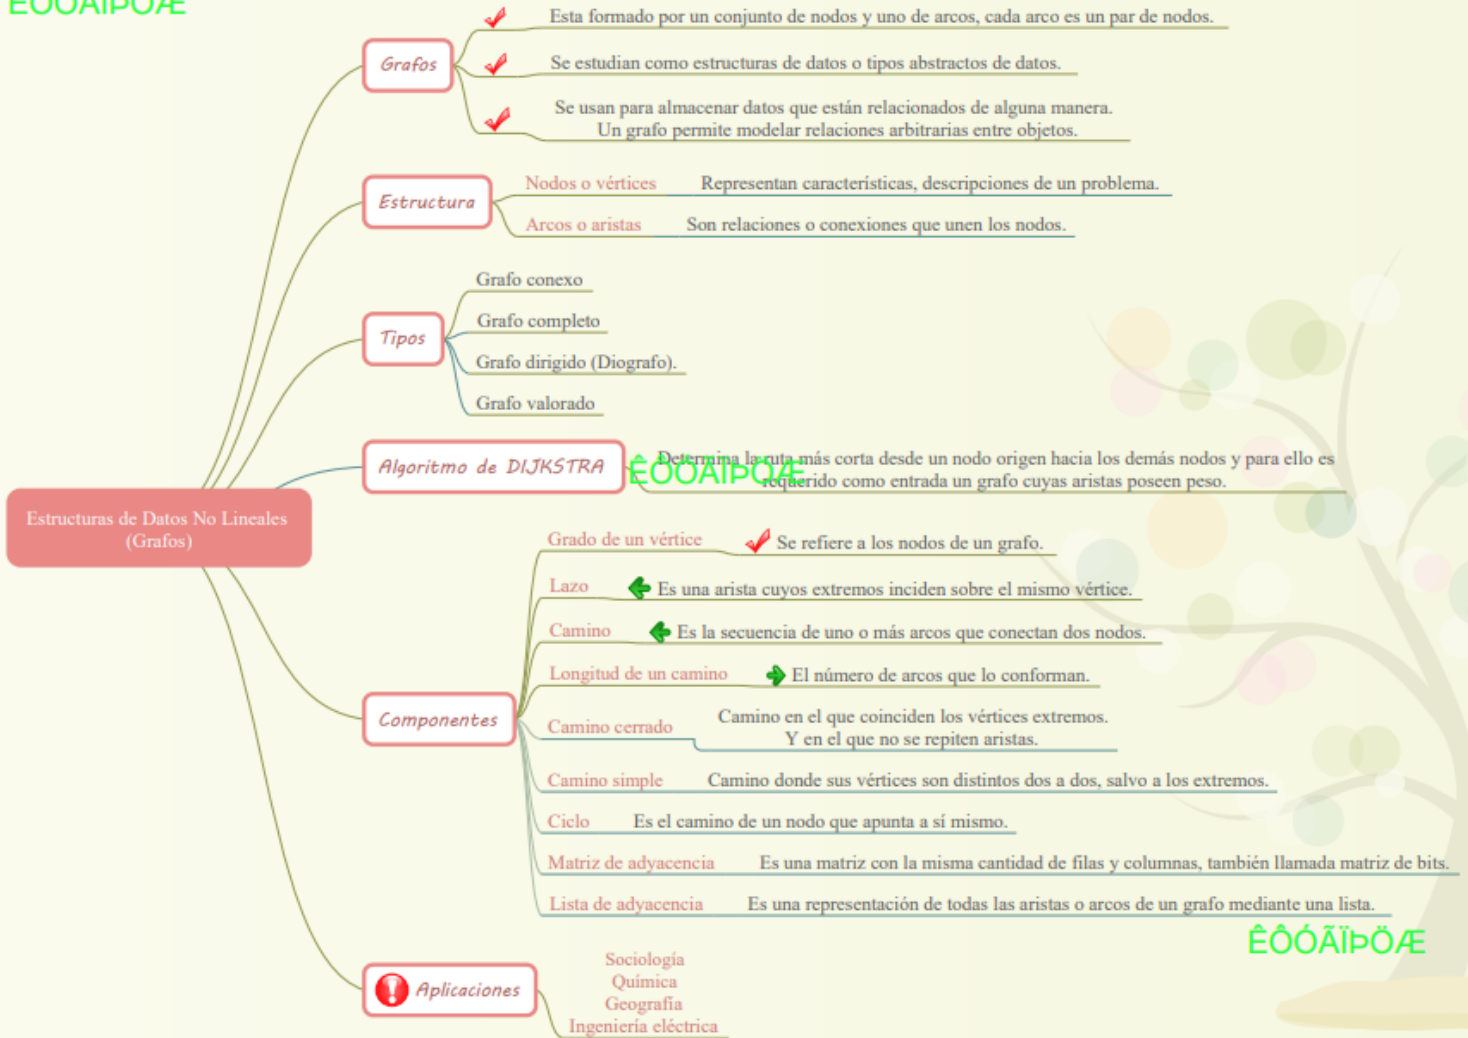 ÊÔÓÃÏÞÖÆ
Esta formado por un conjunto de nodos y uno de arcos, cada arco es un par de nodos.
Grafos
Se estudian como estructuras de datos o tipos abstractos de datos.
Se usan para almacenar datos que están relacionados de alguna manera.
Un grafo permite modelar relaciones arbitrarias entre objetos.
Estructura
Nodos o vértices
Representan características, descripciones de un problema.
Arcos o aristas
Son relaciones o conexiones que unen los nodos.
Tipos
Grafo conexo
Grafo completo
Grafo dirigido (Diografo).
Grafo valorado
Algoritmo de DIJKSTRA
Determina la ruta más corta desde un nodo origen hacia los demás nodos y para ello es
requerido como entrada un grafo cuyas aristas poseen peso.
ÊÔÓÃÏÞÖÆ
Estructuras de Datos No Lineales
(Grafos)
Componentes
Grado de un vértice
Se refiere a los nodos de un grafo.
Lazo
Es una arista cuyos extremos inciden sobre el mismo vértice.
Camino
Es la secuencia de uno o más arcos que conectan dos nodos.
Longitud de un camino
El número de arcos que lo conforman.
Camino cerrado
Camino en el que coinciden los vértices extremos.
Y en el que no se repiten aristas.
Camino simple
Camino donde sus vértices son distintos dos a dos, salvo a los extremos.
Ciclo
Es el camino de un nodo que apunta a sí mismo.
Matriz de adyacencia
Es una matriz con la misma cantidad de filas y columnas, también llamada matriz de bits.
Lista de adyacencia
Es una representación de todas las aristas o arcos de un grafo mediante una lista.
ÊÔÓÃÏÞÖÆ
Aplicaciones
Sociología
Química
Geografía
Ingeniería eléctrica